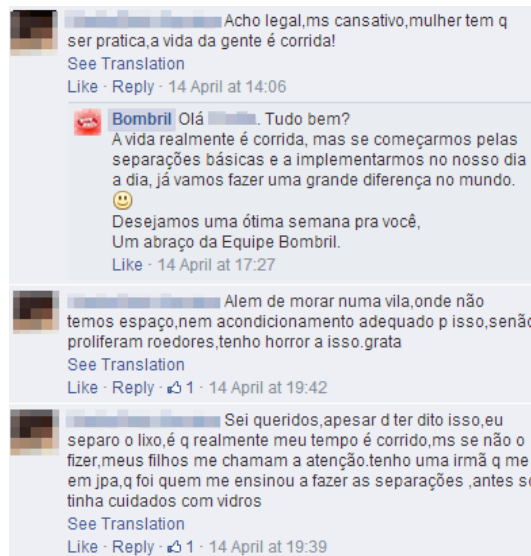 Acho legal,ms cansativo,mulher tem q
ser pratica,a vida da gente é corrida!
See Translation
Like · Reply · 14 April at 14:06
Bombril Olá . Tudo bem?
A vida realmente é corrida, mas se começarmos pelas
separações básicas e a implementarmos no nosso dia
a dia, já vamos fazer uma grande diferença no mundo.
Desejamos uma ótima semana pra você,
Um abraço da Equipe Bombril.
Like · 14 April at 17:27
Alem de morar numa vila,onde não
temos espaço,nem acondicionamento adequado p isso,senão
proliferam roedores,tenho horror a isso.grata
See Translation
Like · Reply · 1 · 14 April at 19:42
Sei queridos,apesar d ter dito isso,eu
separo o lixo,é q realmente meu tempo é corrido,ms se não o
fizer,meus filhos me chamam a atenção.tenho uma irmã q me
em jpa,q foi quem me ensinou a fazer as separações ,antes
tinha cuidados com vidros
See Translation
Like · Reply · 1 · 14 April at 19:39